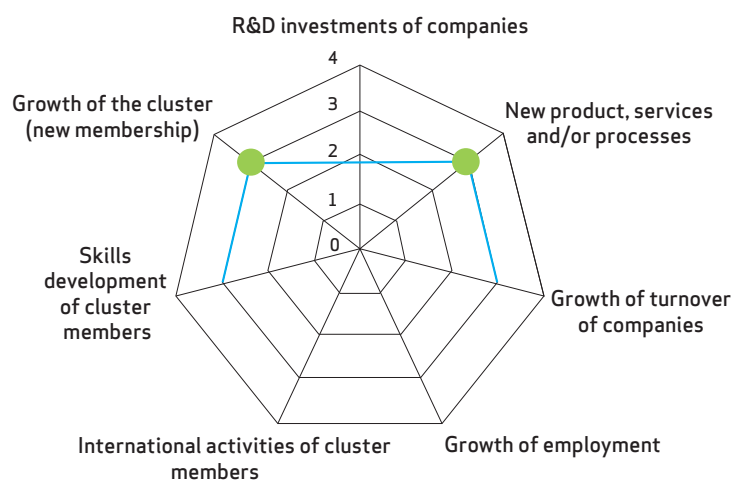 R&D investments of companies
4
3
2
1
0
New product, services
and/or processes
Growth of turnover
of companies
Growth of employment
International activities of cluster
members
Skills
development
of cluster
members
Growth of the cluster
(new membership)